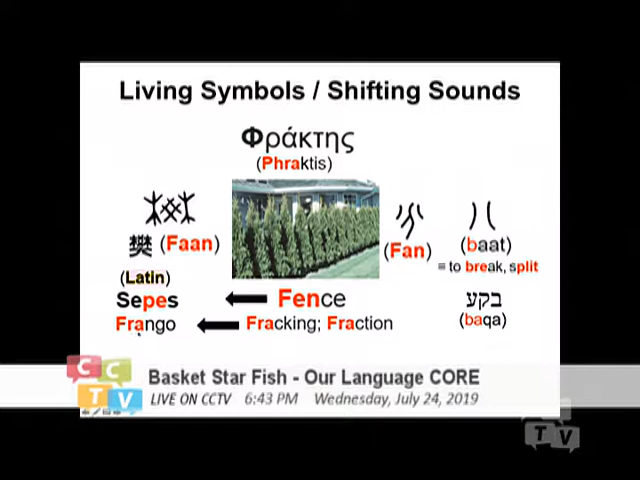 Living Symbols / Shifting Sounds
Φράκτης
(Phraktis)
樊 (Faan)
(Fan)
(baat)
= to break, split
(Latin)
Sepes
Fence
בקע
(baqa)
Frango
Fracking; Fraction
CCTV
Basket Star Fish - Our Language CORE
LIVE ON CCTV 6:43 PM Wednesday, July 24, 2019
TV